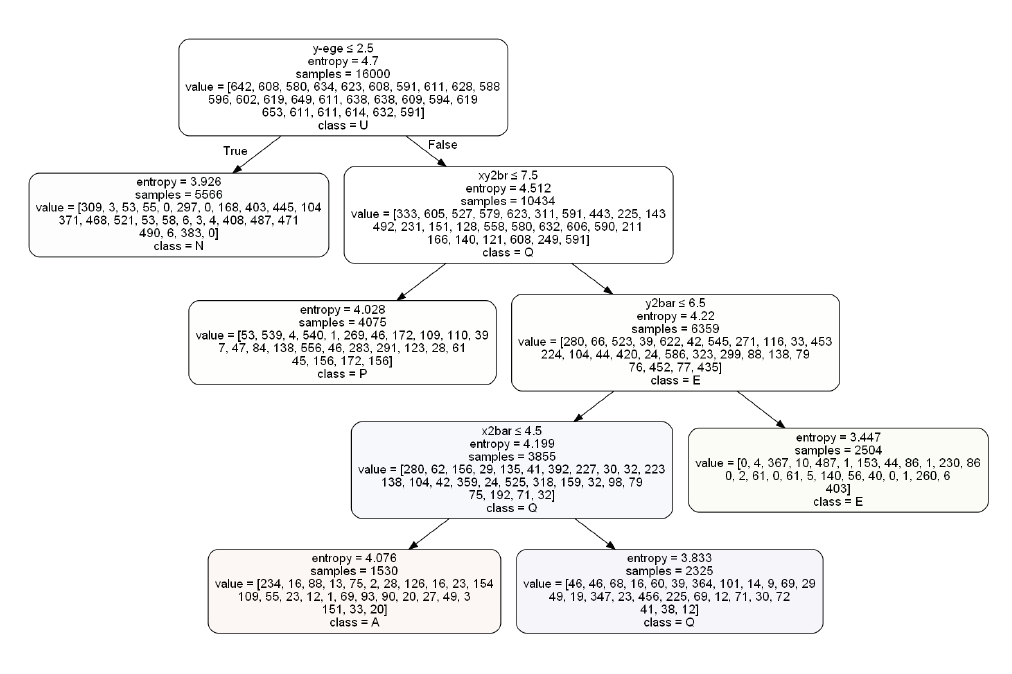 y-ege ≤ 2.5
entropy = 4.7
samples = 16000
value = [642, 608, 580, 634, 623, 608, 591, 611, 628, 588
596, 602, 619, 649, 611, 638, 638, 609, 594, 619
653, 611, 611, 614, 632, 591]
class = U
True
False
entropy = 3.926
samples = 5566
value = [309, 3, 53, 55, 0, 297, 0, 168, 403, 445, 104
371, 468, 521, 53, 58, 6, 3, 4, 408, 487, 471
490, 6, 383, 0]
class = N
xy2br ≤ 7.5
entropy = 4.512
samples = 10434
value = [333, 605, 527, 579, 623, 311, 591, 443, 225, 143
492, 231, 151, 128, 558, 580, 632, 606, 590, 211
166, 140, 121, 608, 249, 591]
class = Q
entropy = 4.028
samples = 4075
value = [53, 539, 4, 540, 1, 269, 46, 172, 109, 110, 39
7, 47, 84, 138, 556, 46, 283, 291, 123, 28, 61
45, 156, 172, 156]
class = P
y2bar ≤ 6.5
entropy = 4.22
samples = 6359
value = [280, 66, 523, 39, 622, 42, 545, 271, 116, 33, 453
224, 104, 44, 420, 24, 586, 323, 299, 88, 138, 79
76, 452, 77, 435]
class = E
x2bar ≤ 4.5
entropy = 4.199
samples = 3855
value = [280, 62, 156, 29, 135, 41, 392, 227, 30, 32, 223
138, 104, 42, 359, 24, 525, 318, 159, 32, 98, 79
75, 192, 71, 32]
class = Q
entropy = 3.447
samples = 2504
value = [0, 4, 367, 10, 487, 1, 153, 44, 86, 1, 230, 86
0, 2, 61, 0, 61, 5, 140, 56, 40, 0, 1, 260, 6
403]
class = E
entropy = 4.076
samples = 1530
value = [234, 16, 88, 13, 75, 2, 28, 126, 16, 23, 154
109, 55, 23, 12, 1, 69, 93, 90, 20, 27, 49, 3
151, 33, 20]
class = A
entropy = 3.833
samples = 2325
value = [46, 46, 68, 16, 60, 39, 364, 101, 14, 9, 69, 29
49, 19, 347, 23, 456, 225, 69, 12, 71, 30, 72
41, 38, 12]
class = Q